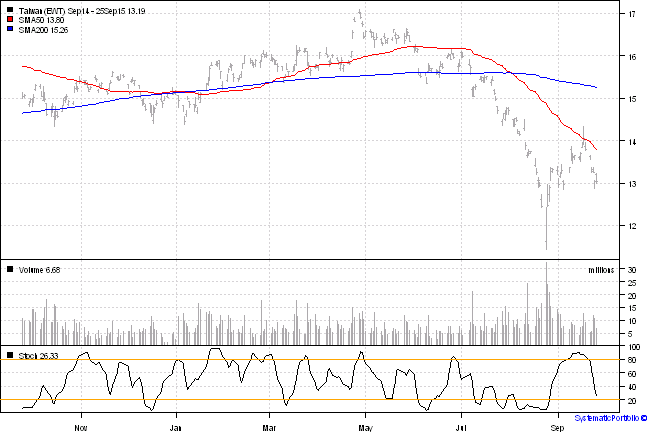 Taiwan (EWT) Sep14 - 25Sep15 13.19
SMA50 13.80
SMA200 15.26
17
16
15
14
13
12
Volume 6.68
millions
30
25
20
15
10
5
Stoch 26.33
100
80
60
40
20
Nov Jan Mar May Jul Sep
SystematicPortfolio ©